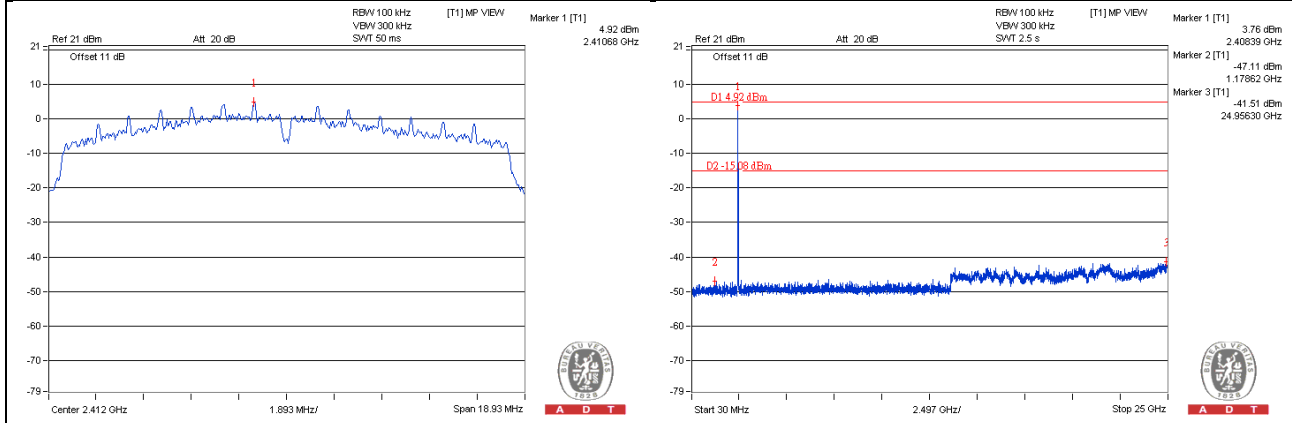 RBW 100 kHz [T1] MP VIEW
VBW 300 kHz
Ref 21 dBm Att 20 dB SWT 50 ms
Marker 1 [T1]
4.92 dBm
2.41068 GHz
21
Offset 11 dB
10
1
0
-10
-20
-30
-40
-50
-60
-70
-79
Center 2.412 GHz 1.893 MHz/ Span 18.93 MHz
BUREAU VERITAS
1828
A D T
RBW 100 kHz [T1] MP VIEW
VBW 300 kHz
Ref 21 dBm Att 20 dB SWT 2.5 s
Marker 1 [T1]
3.76 dBm
2.40839 GHz
Marker 2 [T1]
-47.11 dBm
1.17862 GHz
Marker 3 [T1]
-41.51 dBm
24.95630 GHz
21
Offset 11 dB
10
1
D1 4.92 dBm
0
-10
D2 -15.08 dBm
-20
-30
3
-40
2
-50
-60
-70
-79
Start 30 MHz 2.497 GHz/ Stop 25 GHz
BUREAU VERITAS
1828
A D T